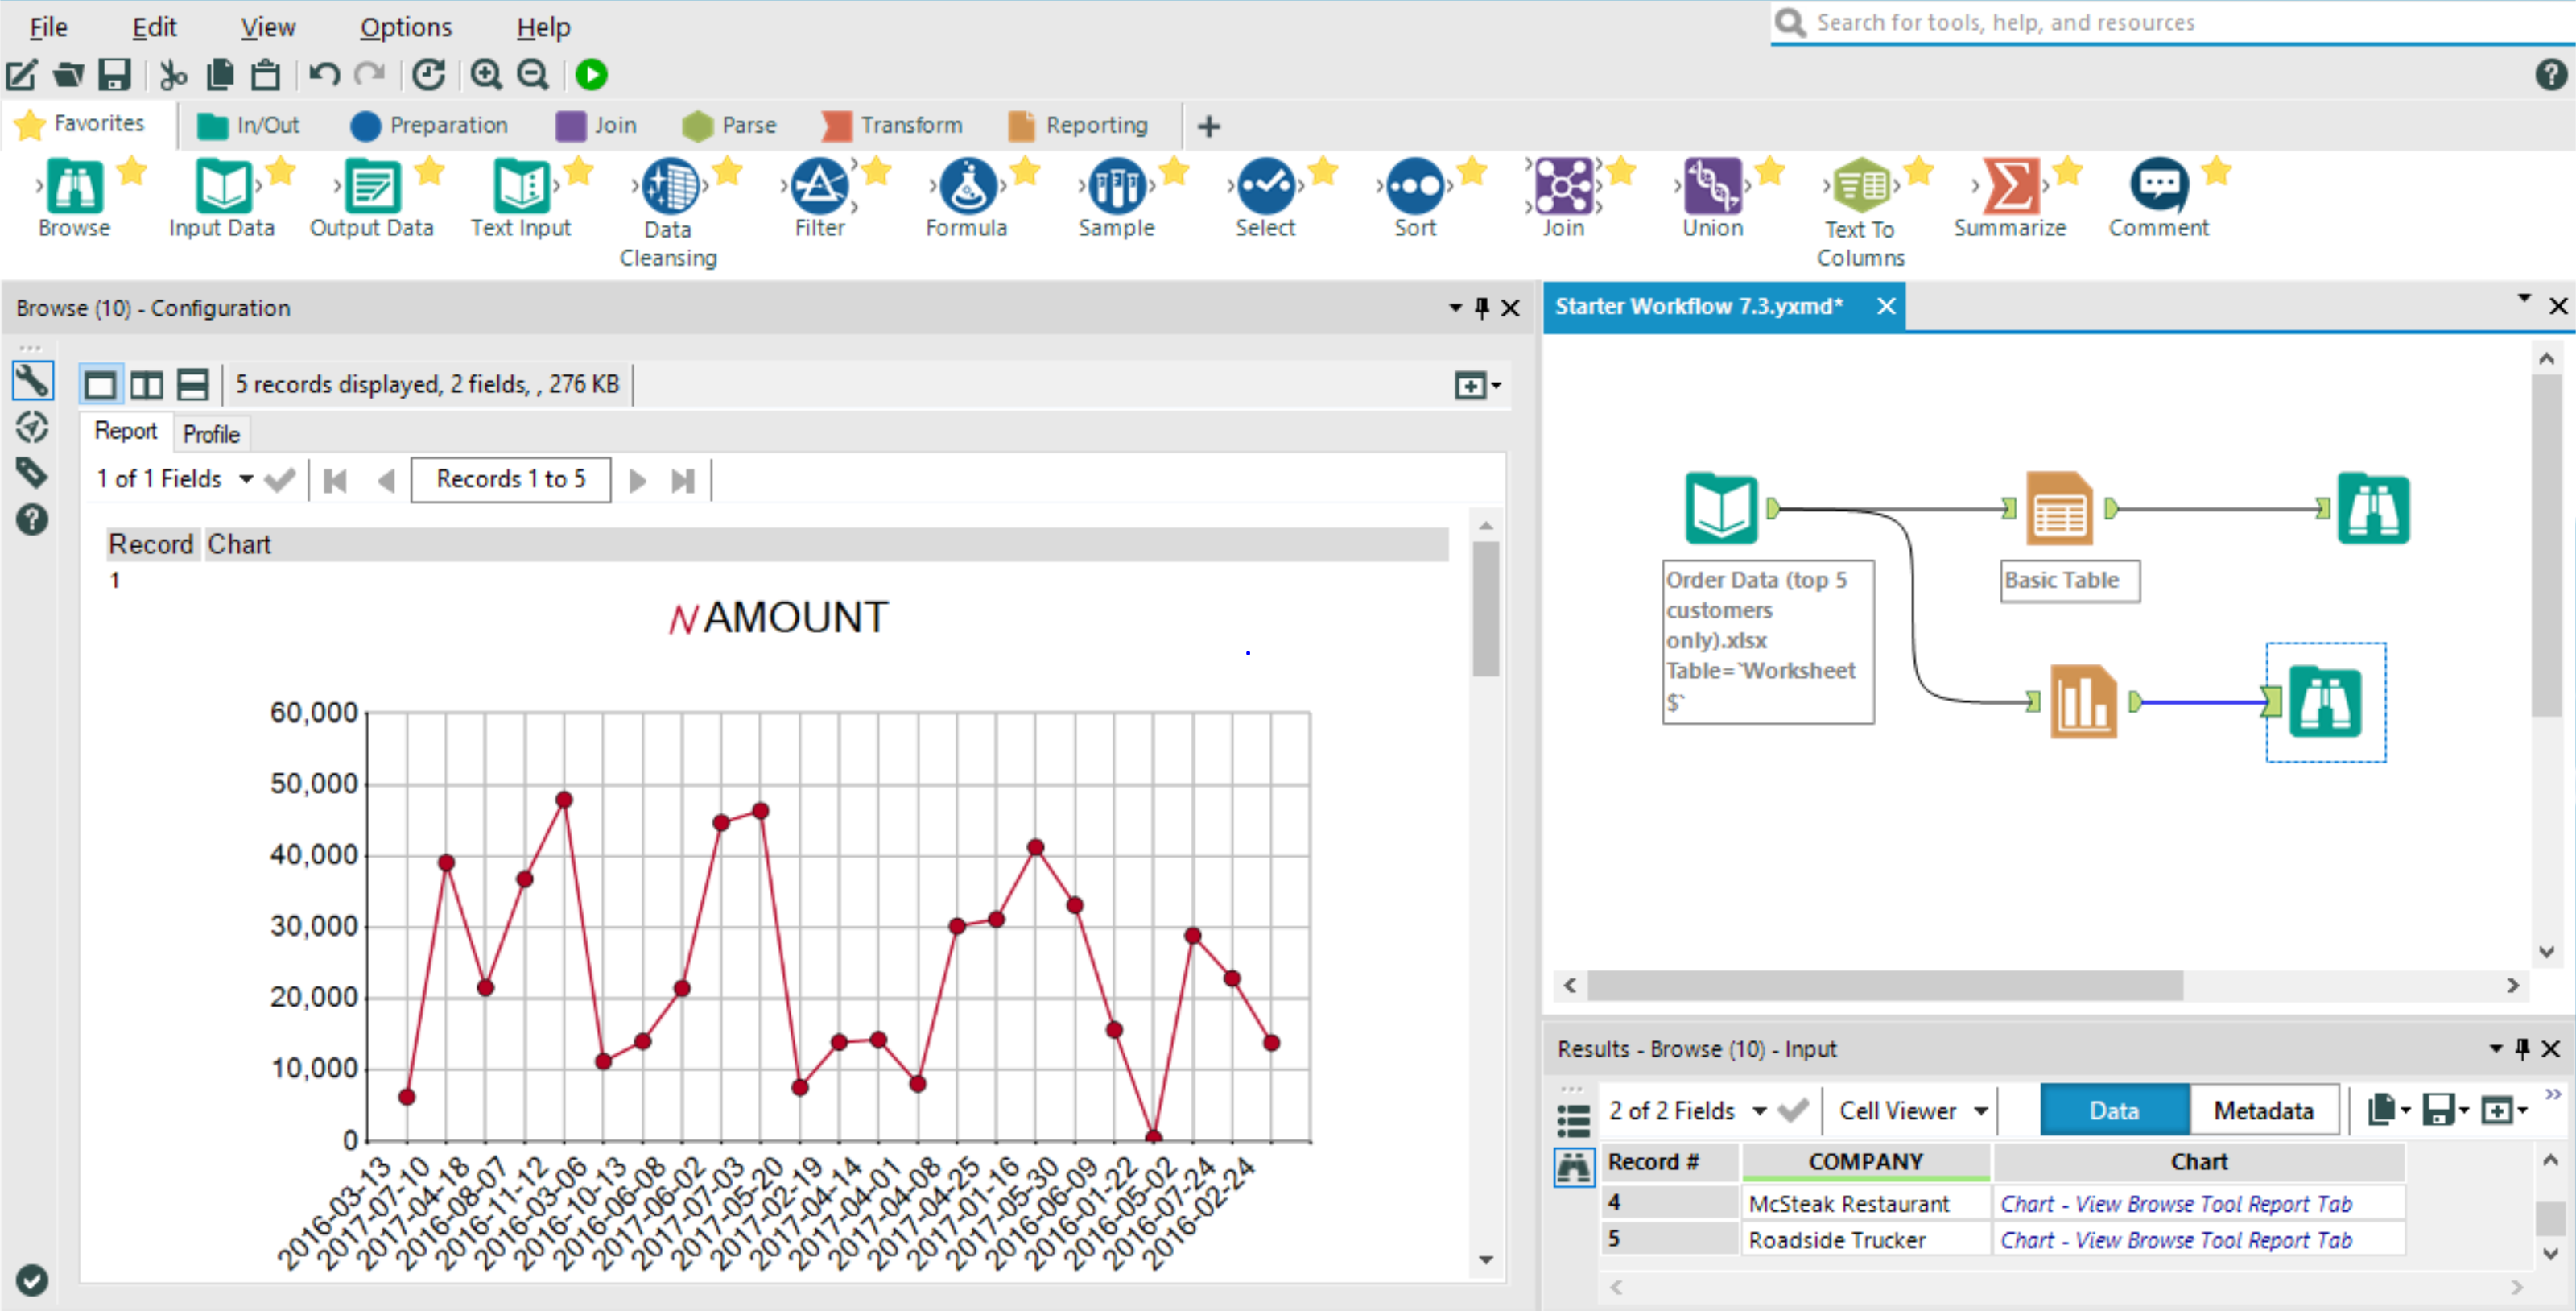 File Edit View Options Help
Search for tools, help, and resources
Favorites In/Out Preparation Join Parse Transform Reporting
Browse Input Data Output Data Text Input Data Cleansing Filter Formula Sample Select Sort Join Union Text To Columns Summarize Comment
Browse (10) - Configuration
5 records displayed, 2 fields, , 276 KB
Report Profile
1 of 1 Fields Records 1 to 5
Record Chart
1
AMOUNT
60,000
50,000
40,000
30,000
20,000
10,000
0
2016-03-13
2017-07-10
2017-04-18
2016-08-07
2016-11-12
2016-03-06
2016-10-13
2016-06-08
2017-06-02
2017-07-03
2017-05-20
2017-02-19
2017-04-14
2017-04-01
2017-04-08
2017-04-25
2017-01-16
2017-05-30
2016-06-09
2016-01-22
2016-05-02
2016-07-24
2016-02-24
Starter Workflow 7.3.yxmd*
Order Data (top 5
customers
only).xlsx
Table=`Worksheet
$`
Basic Table
Results - Browse (10) - Input
2 of 2 Fields Cell Viewer Data Metadata
Record # COMPANY Chart
4 McSteak Restaurant Chart - View Browse Tool Report Tab
5 Roadside Trucker Chart - View Browse Tool Report Tab